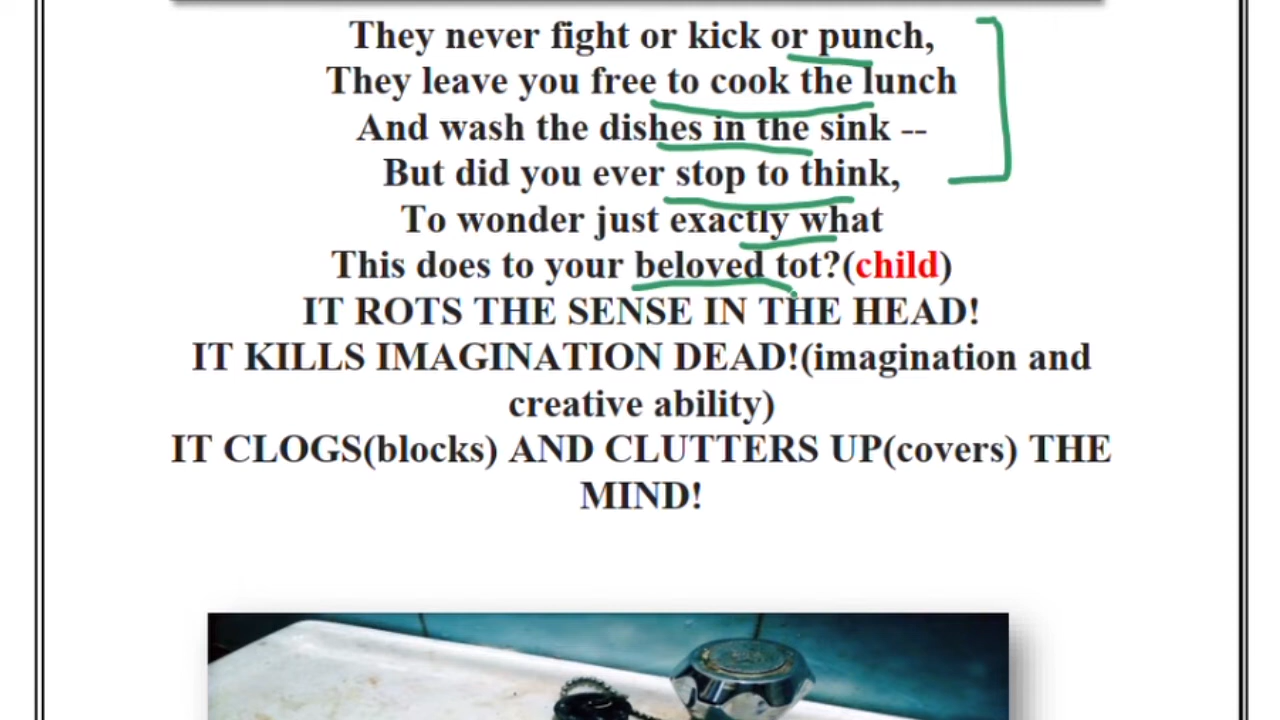 They never fight or kick or punch,
They leave you free to cook the lunch
And wash the dishes in the sink --
But did you ever stop to think,
To wonder just exactly what
This does to your beloved tot?(child)
IT ROTS THE SENSE IN THE HEAD!
IT KILLS IMAGINATION DEAD!(imagination and
creative ability)
IT CLOGS(blocks) AND CLUTTERS UP(covers) THE
MIND!